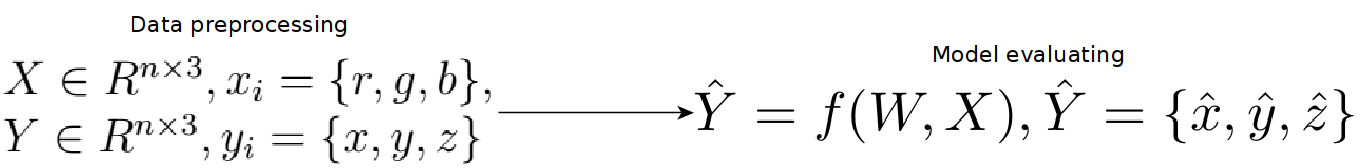 Data preprocessing
X ∈ R^{n×3}, x_i = {r, g, b},
Y ∈ R^{n×3}, y_i = {x, y, z}
Model evaluating
Ŷ = f(W, X), Ŷ = {x̂, ŷ, ẑ}